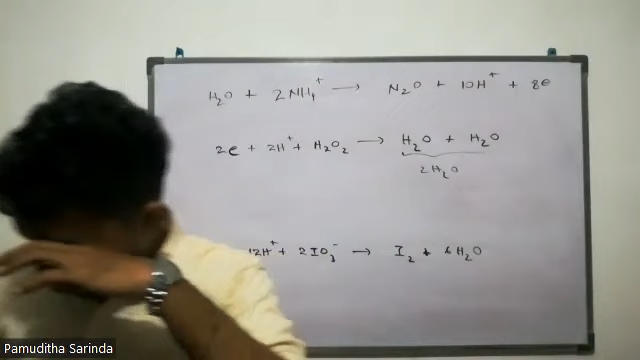 H₂O + 2NH₄⁺ → N₂O + 10H⁺ + 8e
2e + 2H⁺ + H₂O₂ → H₂O + H₂O
2H₂O
12H⁺ + 2IO₃⁻ → I₂ + 6H₂O
Pamuditha Sarinda